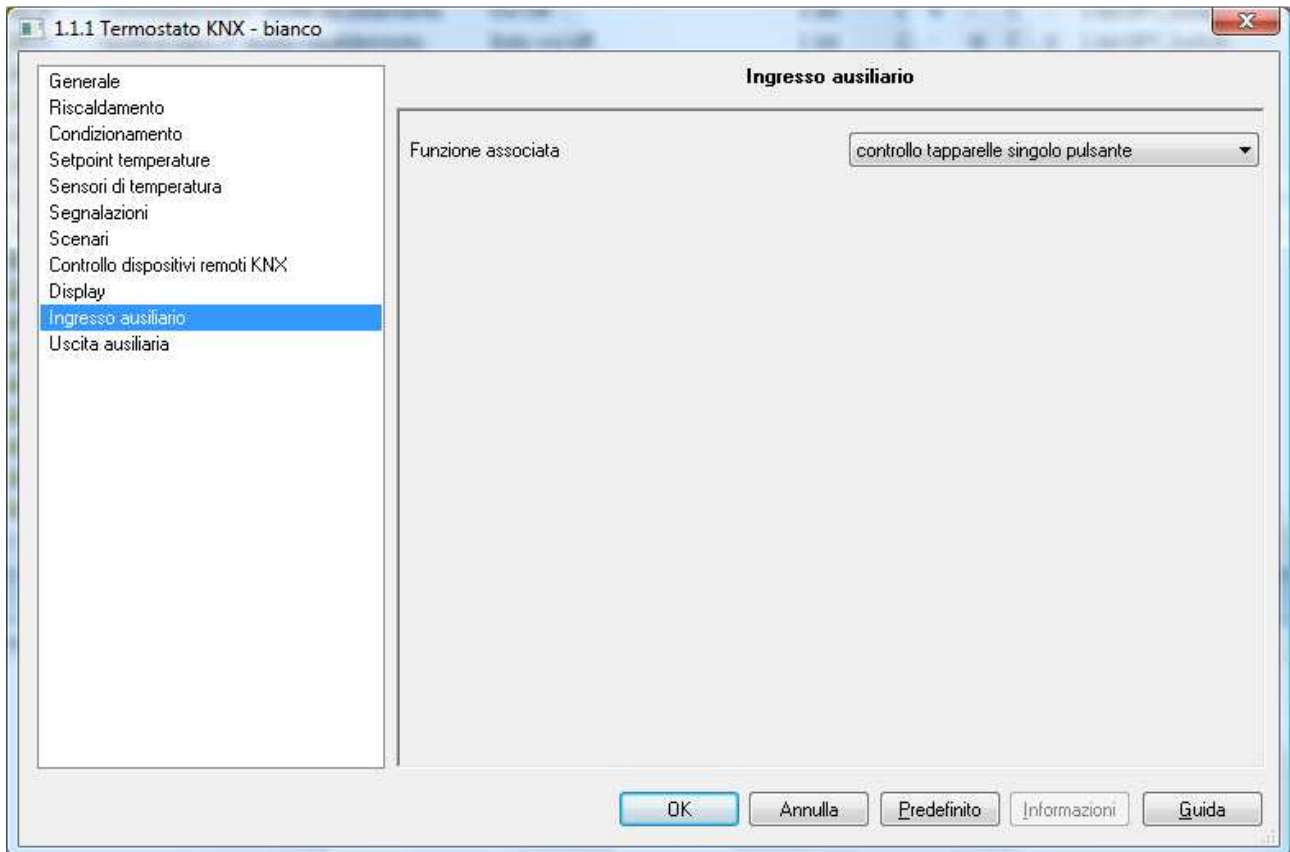 1.1.1 Termostato KNX - bianco
Generale
Riscaldamento
Condizionamento
Setpoint temperature
Sensori di temperatura
Segnalazioni
Scenari
Controllo dispositivi remoti KNX
Display
Ingresso ausiliario
Uscita ausiliaria
Ingresso ausiliario
Funzione associata
controllo tapparelle singolo pulsante
OK
Annulla
Predefinito
Informazioni
Guida